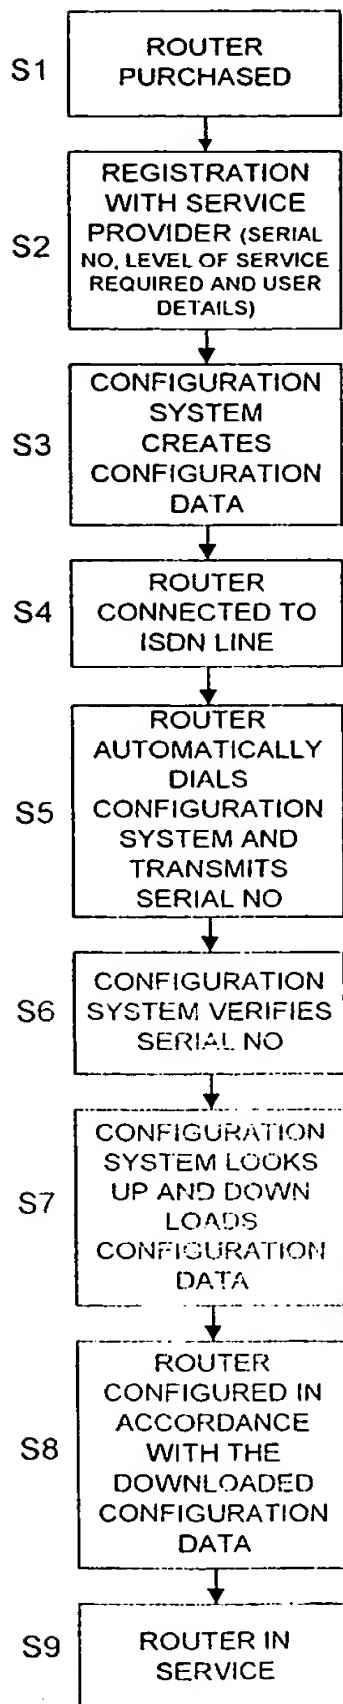 S1
ROUTER
PURCHASED
S2
REGISTRATION
WITH SERVICE
PROVIDER (SERIAL
NO, LEVEL OF SERVICE
REQUIRED AND USER
DETAILS)
S3
CONFIGURATION
SYSTEM
CREATES
CONFIGURATION
DATA
S4
ROUTER
CONNECTED TO
ISDN LINE
S5
ROUTER
AUTOMATICALLY
DIALS
CONFIGURATION
SYSTEM AND
TRANSMITS
SERIAL NO
S6
CONFIGURATION
SYSTEM VERIFIES
SERIAL NO
S7
CONFIGURATION
SYSTEM LOOKS
UP AND DOWN
LOADS
CONFIGURATION
DATA
S8
ROUTER
CONFIGURED IN
ACCORDANCE
WITH THE
DOWNLOADED
CONFIGURATION
DATA
S9
ROUTER IN
SERVICE